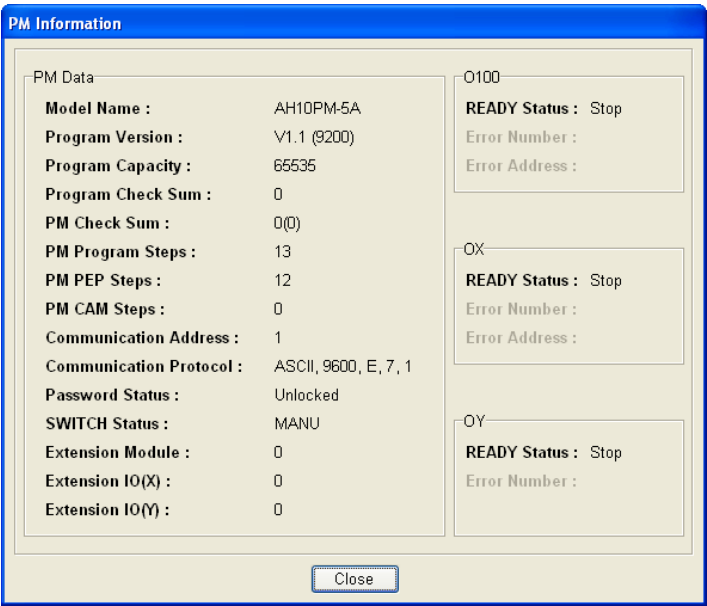 PM Information
PM Data
Model Name : AH10PM-5A
Program Version : V1.1 (9200)
Program Capacity : 65535
Program Check Sum : 0
PM Check Sum : 0(0)
PM Program Steps : 13
PM PEP Steps : 12
PM CAM Steps : 0
Communication Address : 1
Communication Protocol : ASCII, 9600, E, 7, 1
Password Status : Unlocked
SWITCH Status : MANU
Extension Module : 0
Extension IO(X) : 0
Extension IO(Y) : 0
O100
READY Status : Stop
Error Number :
Error Address :
OX
READY Status : Stop
Error Number :
Error Address :
OY
READY Status : Stop
Error Number :
Close